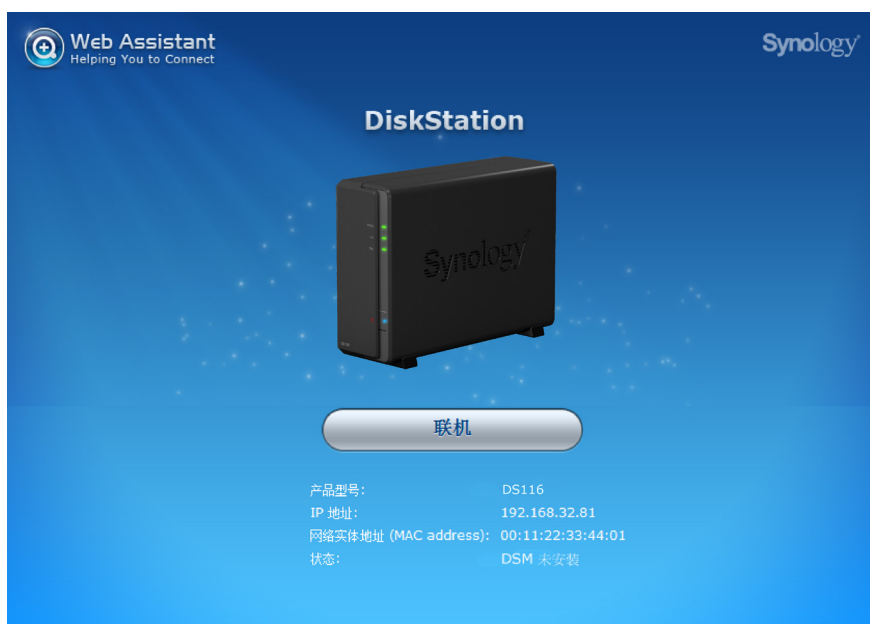 Web Assistant
Helping You to Connect
Synology
DiskStation
Synology
联机
产品型号: DS116
IP 地址: 192.168.32.81
网络实体地址 (MAC address): 00:11:22:33:44:01
状态: DSM 未安装